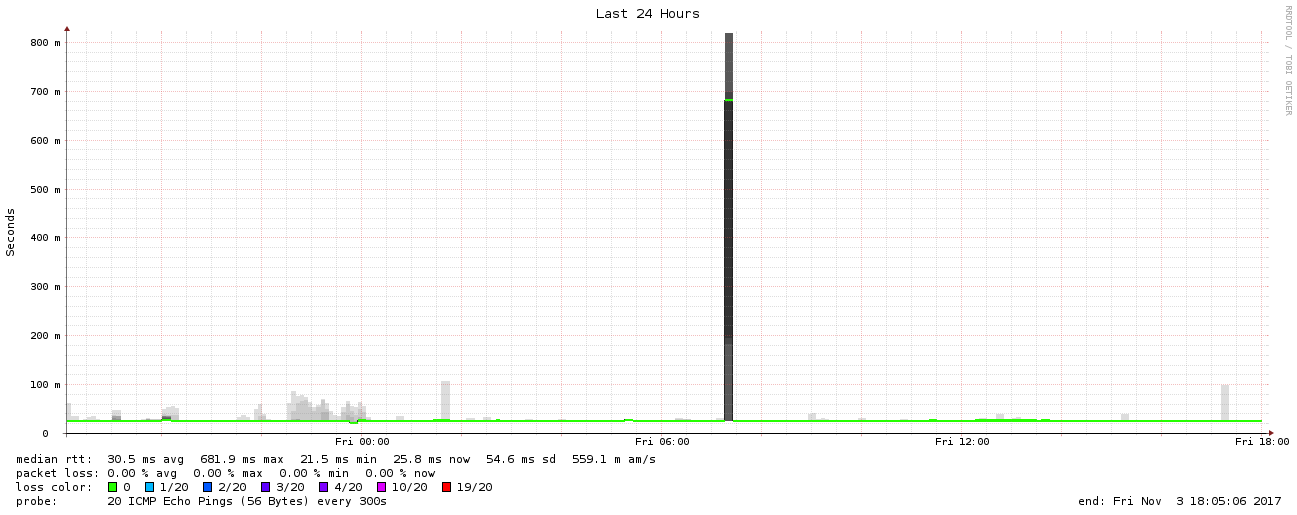 Last 24 Hours
RRDTOOL / TOBI OETIKER
Seconds
800 m
700 m
600 m
500 m
400 m
300 m
200 m
100 m
0
Fri 00:00 Fri 06:00 Fri 12:00 Fri 18:00
median rtt: 30.5 ms avg 681.9 ms max 21.5 ms min 25.8 ms now 54.6 ms sd 559.1 m am/s
packet loss: 0.00 % avg 0.00 % max 0.00 % min 0.00 % now
loss color: 0 1/20 2/20 3/20 4/20 10/20 19/20
probe: 20 ICMP Echo Pings (56 Bytes) every 300s end: Fri Nov 3 18:05:06 2017